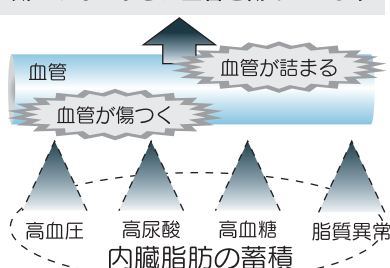 血管
血管が詰まる
血管が傷つく
高血圧
高尿酸
高血糖
脂質異常
内臓脂肪の蓄積